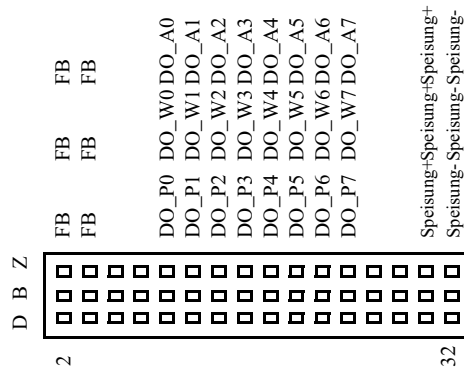 D B Z
2 FB FB FB
FB FB FB
DO_P0 DO_W0 DO_A0
DO_P1 DO_W1 DO_A1
DO_P2 DO_W2 DO_A2
DO_P3 DO_W3 DO_A3
DO_P4 DO_W4 DO_A4
DO_P5 DO_W5 DO_A5
DO_P6 DO_W6 DO_A6
DO_P7 DO_W7 DO_A7
Speisung+Speisung+Speisung+
32 Speisung- Speisung- Speisung-